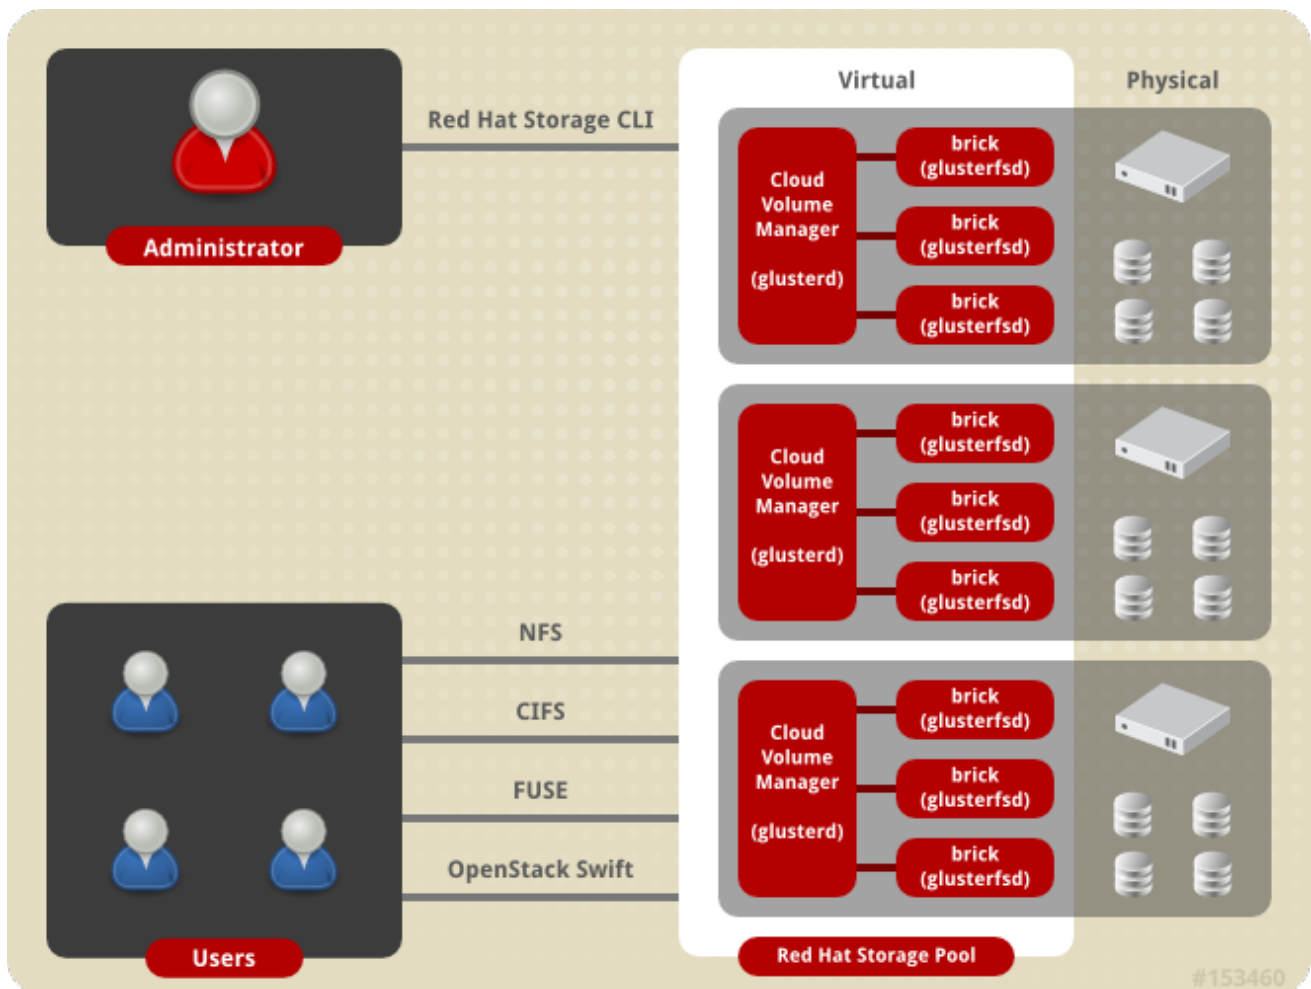 Virtual
Physical
Red Hat Storage CLI
Administrator
Cloud
Volume
Manager
(glusterd)
brick
(glusterfsd)
brick
(glusterfsd)
brick
(glusterfsd)
Cloud
Volume
Manager
(glusterd)
brick
(glusterfsd)
brick
(glusterfsd)
brick
(glusterfsd)
NFS
CIFS
FUSE
OpenStack Swift
Users
Cloud
Volume
Manager
(glusterd)
brick
(glusterfsd)
brick
(glusterfsd)
brick
(glusterfsd)
Red Hat Storage Pool
#153460